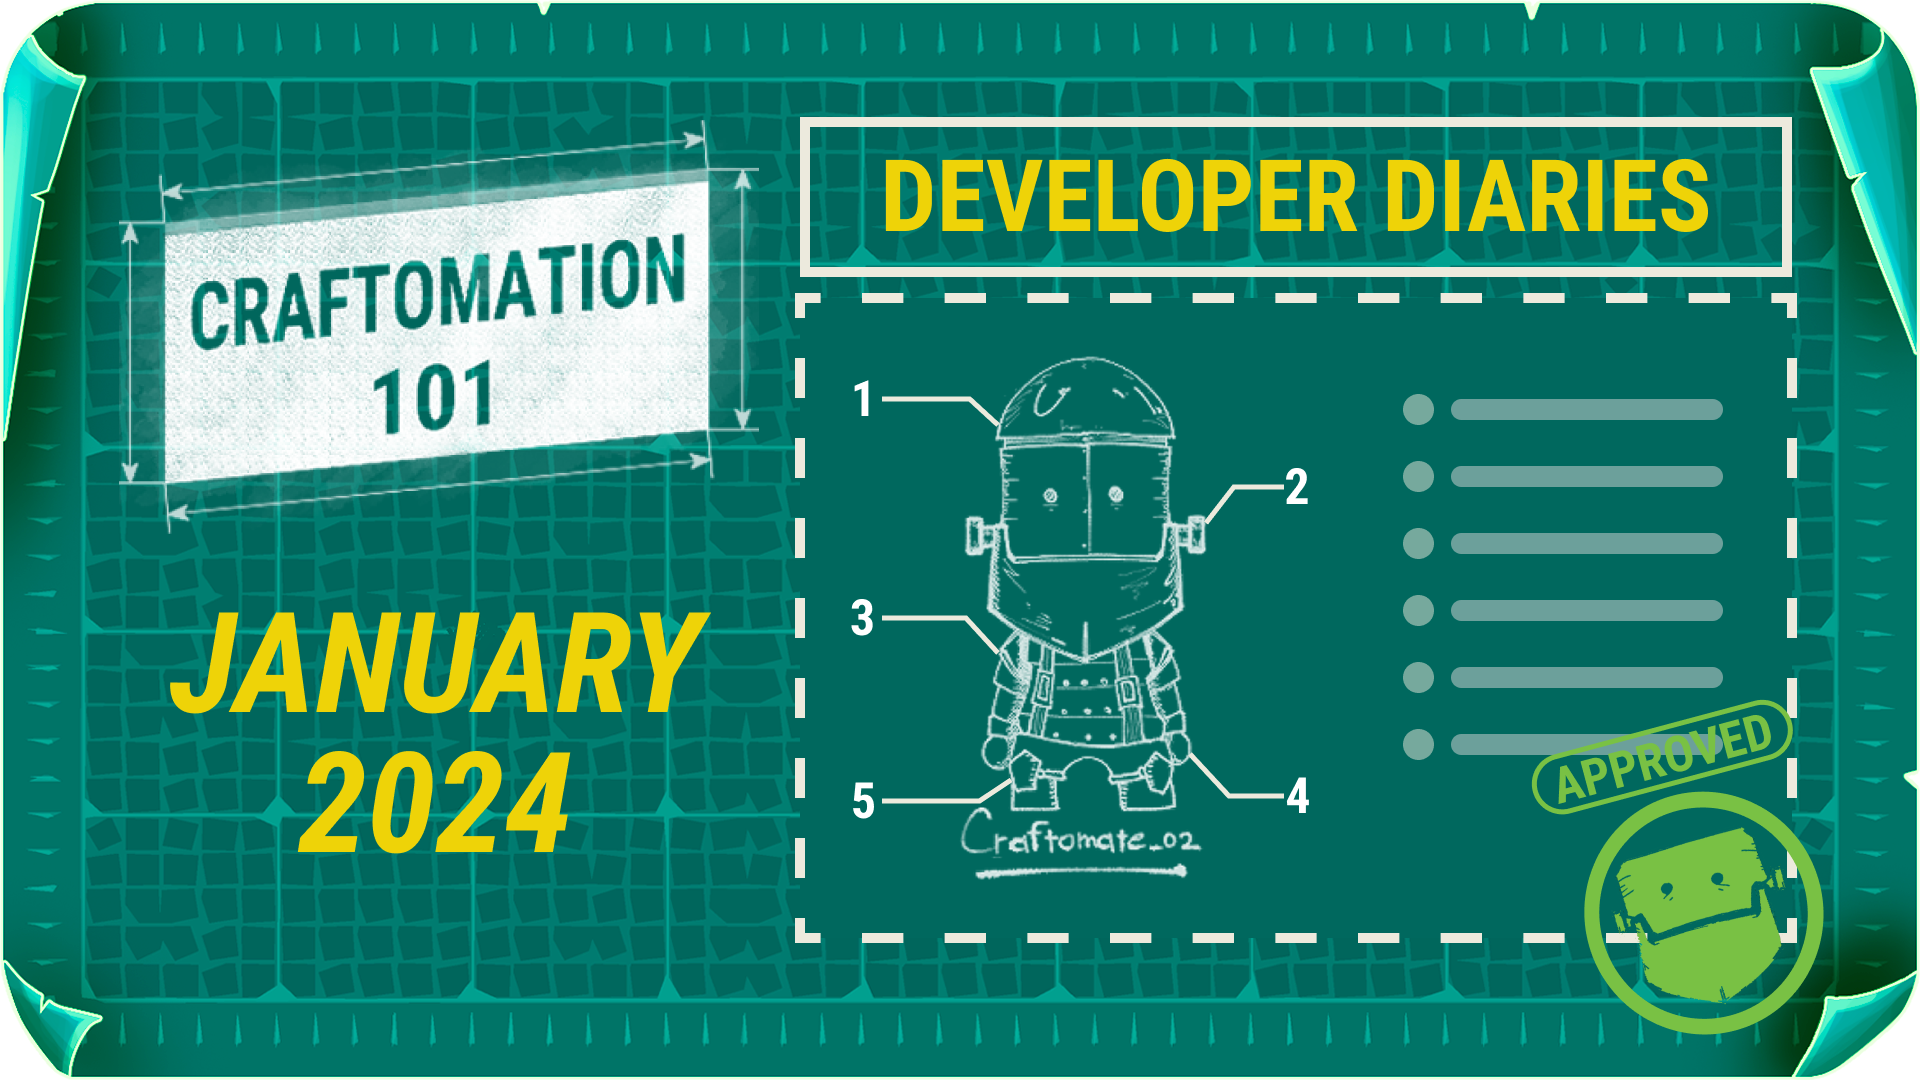 CRAFTOMATION
101
JANUARY
2024
DEVELOPER DIARIES
1
2
3
4
5
Craftomate_02
APPROVED